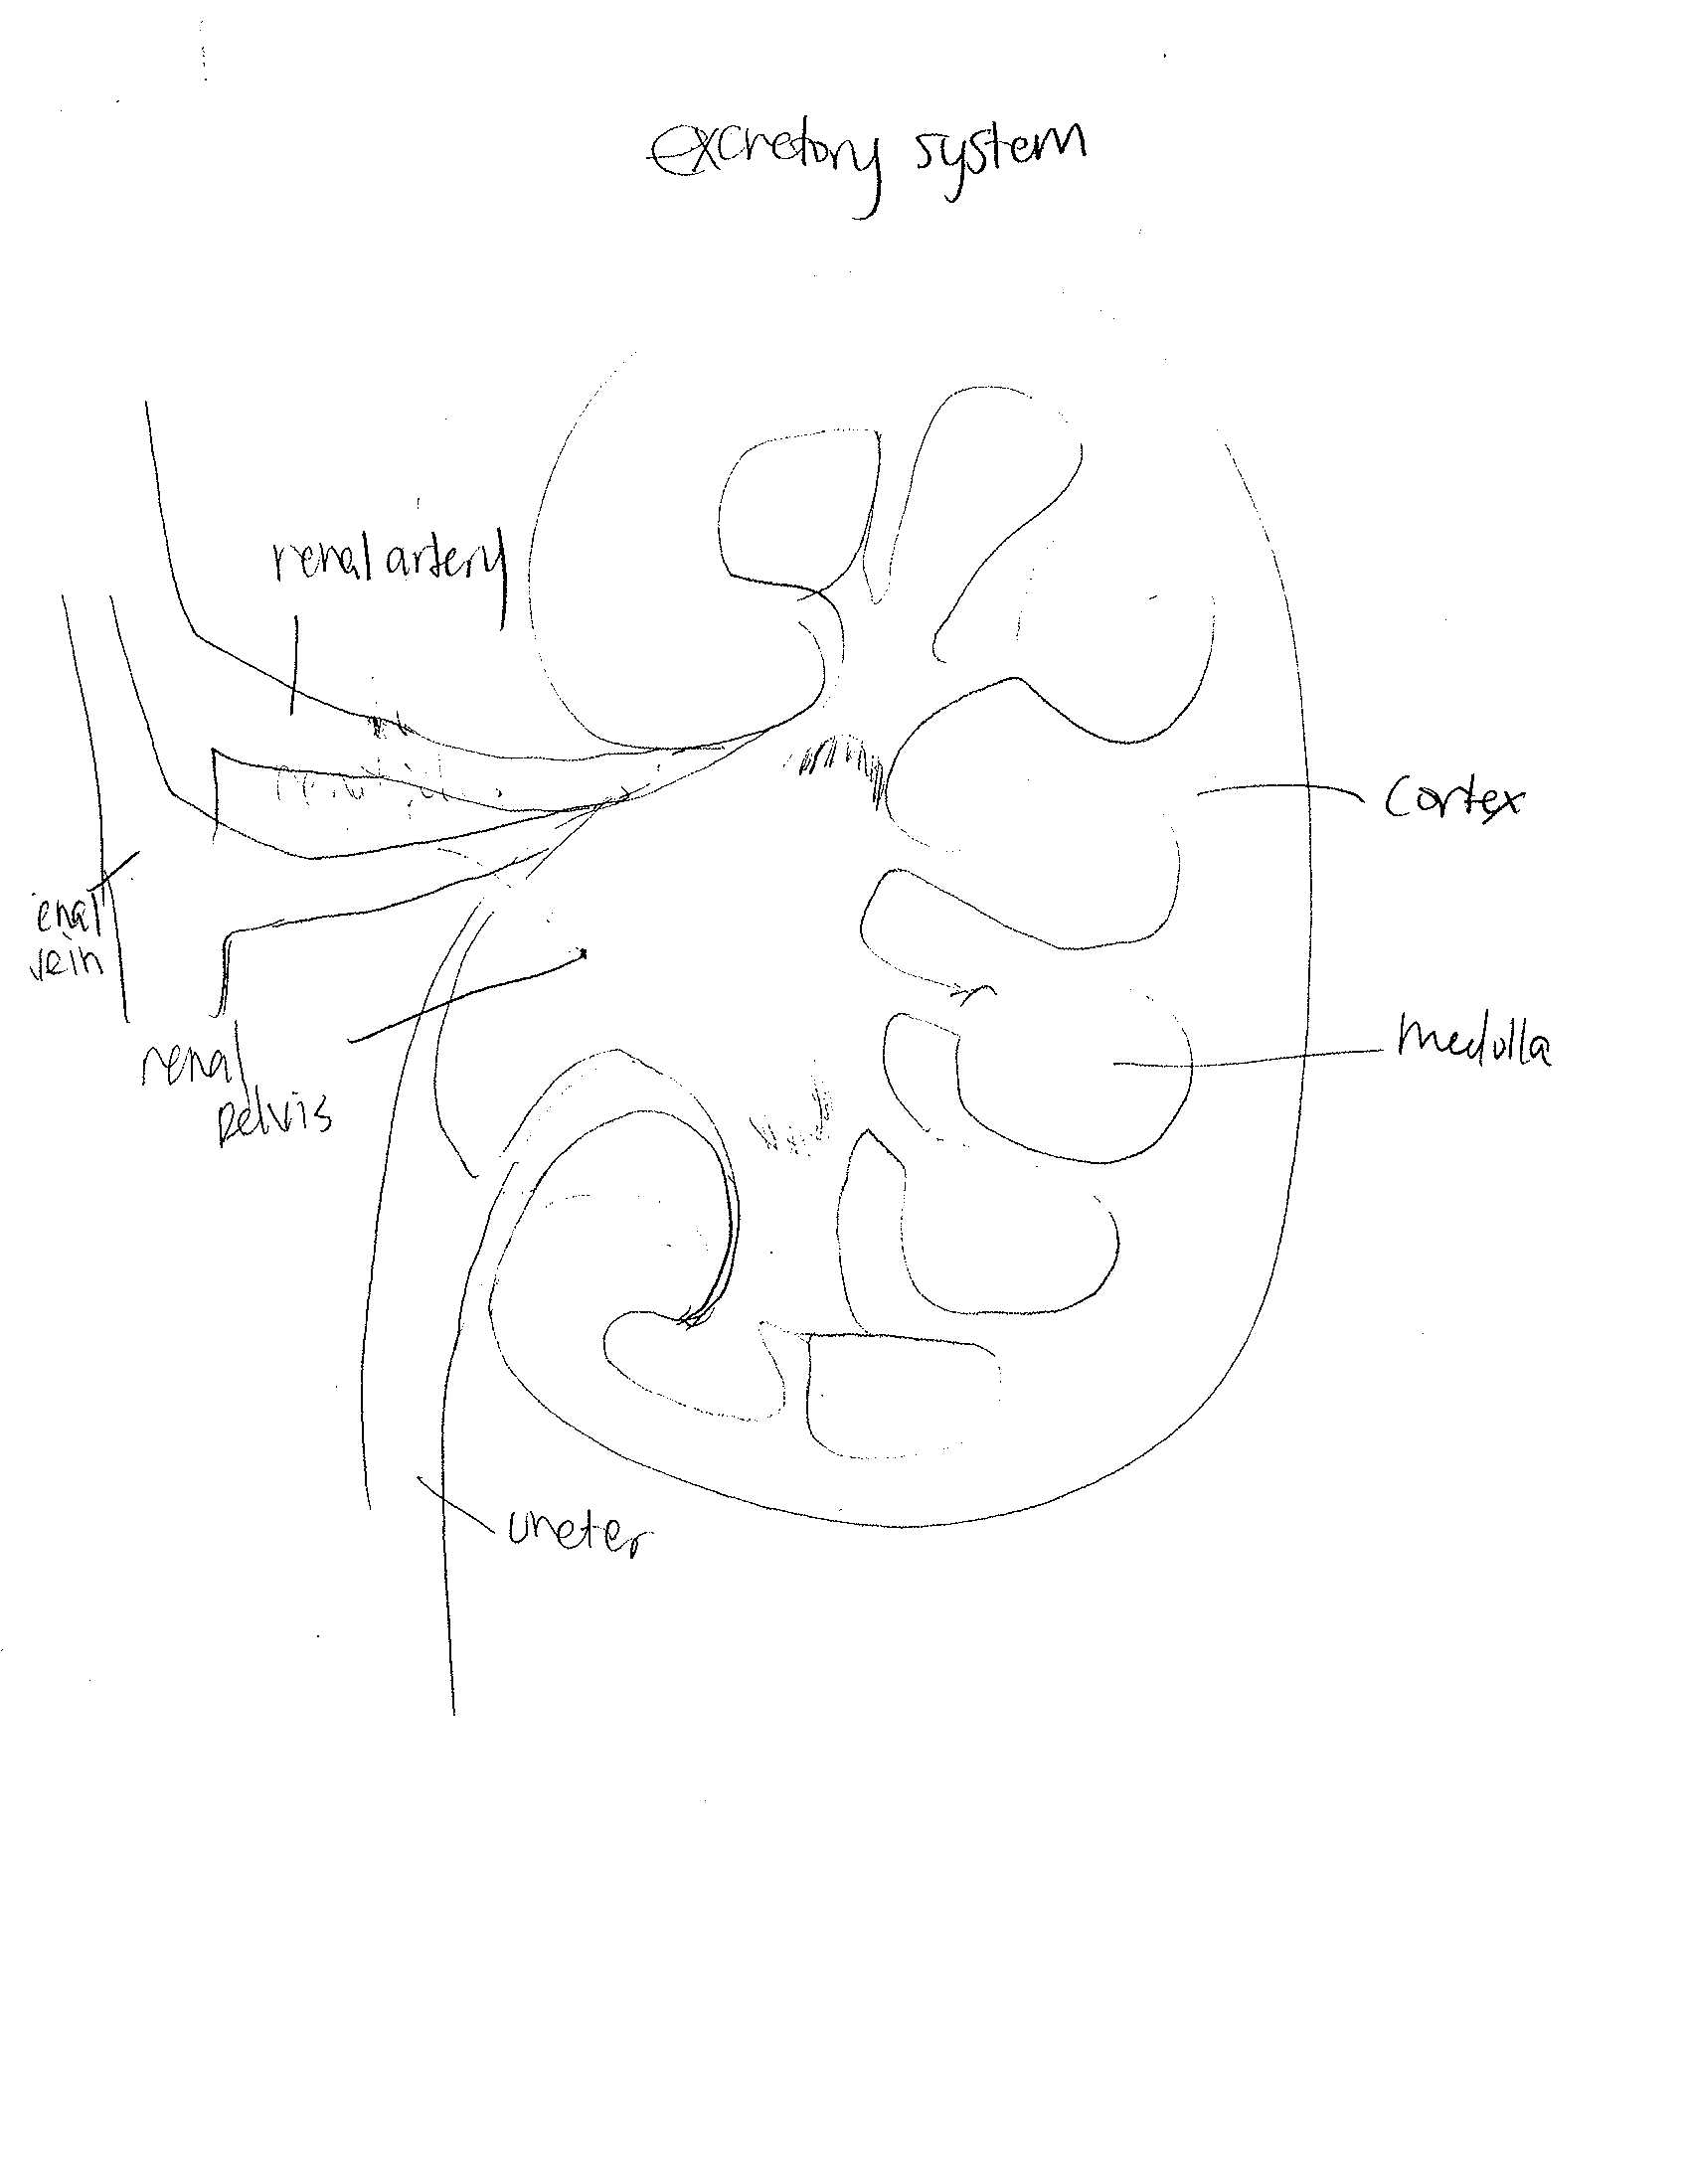 excretory system
renal artery
cortex
enal
vein
medulla
renal
pelvis
ureter